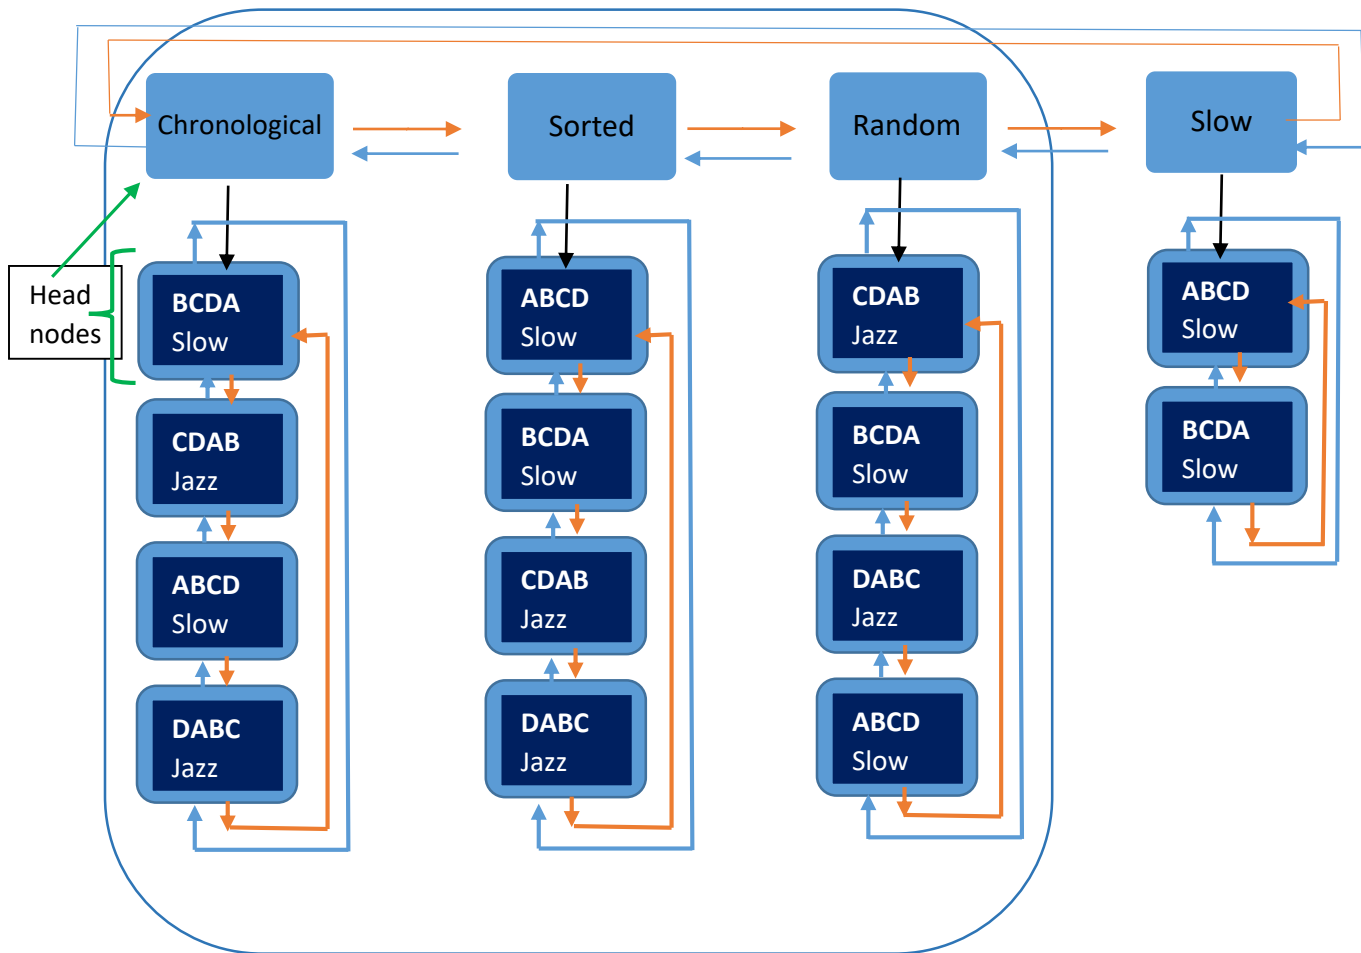 Chronological
Sorted
Random
Slow
Head
nodes
BCDA
Slow
CDAB
Jazz
ABCD
Slow
DABC
Jazz
ABCD
Slow
BCDA
Slow
CDAB
Jazz
DABC
Jazz
CDAB
Jazz
BCDA
Slow
DABC
Jazz
ABCD
Slow
ABCD
Slow
BCDA
Slow